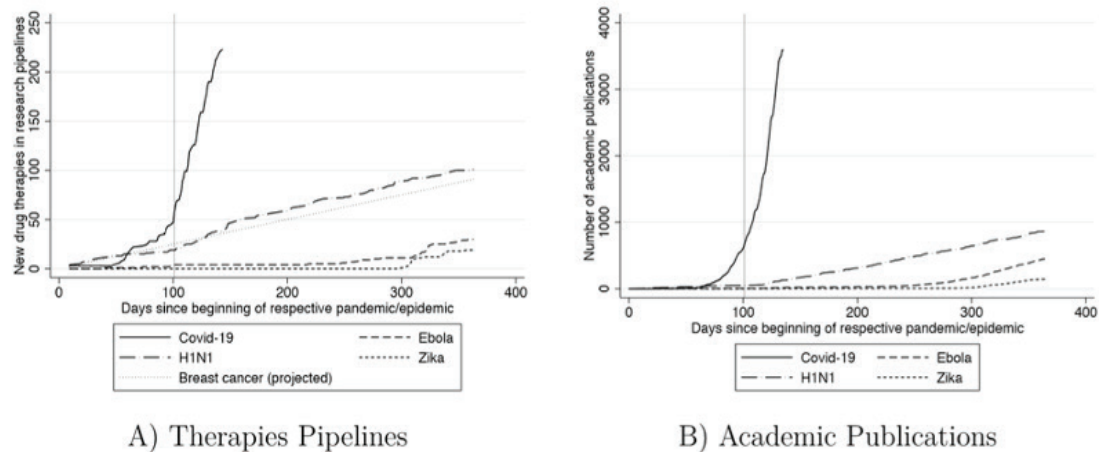 New drug therapies in research pipelines
250
200
150
100
50
0
0 100 200 300 400
Days since beginning of respective pandemic/epidemic
Covid-19 Ebola
H1N1 Zika
Breast cancer (projected)
A) Therapies Pipelines
Number of academic publications
4000
3000
2000
1000
0
0 100 200 300 400
Days since beginning of respective pandemic/epidemic
Covid-19 Ebola
H1N1 Zika
B) Academic Publications